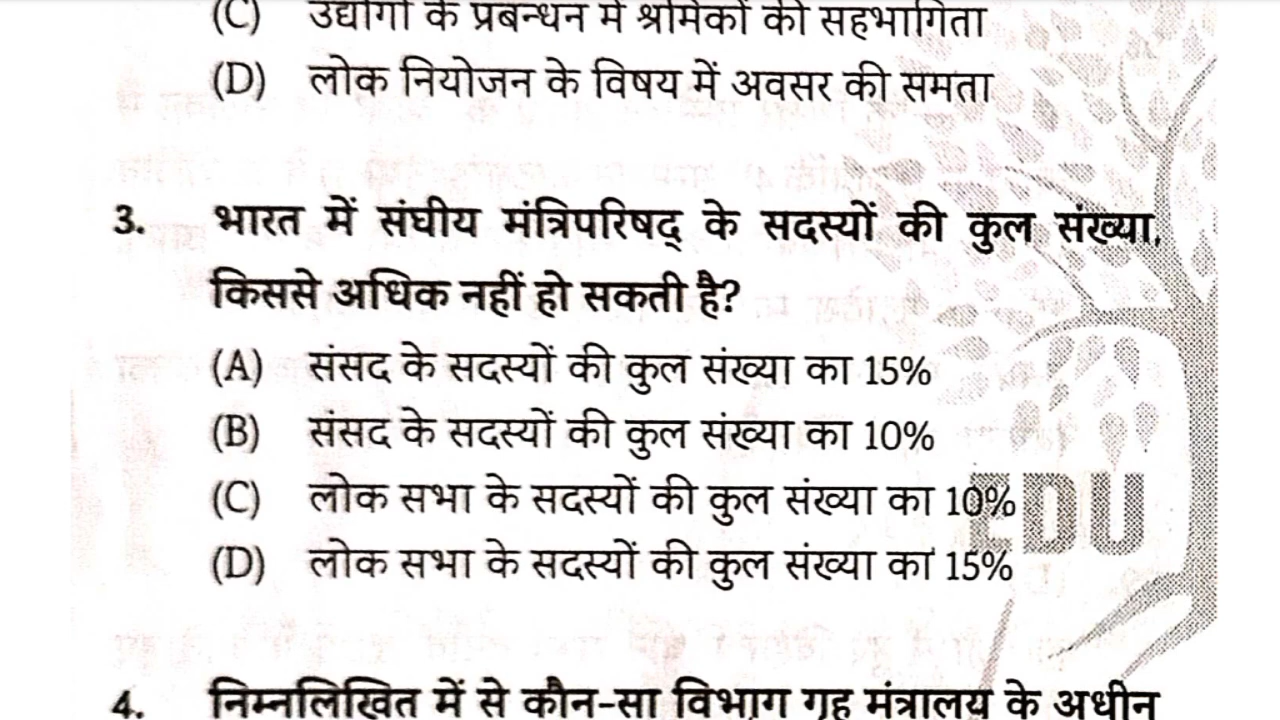 (C) उद्योगों के प्रबन्धन में श्रमिकों की सहभागिता
(D) लोक नियोजन के विषय में अवसर की समता
3. भारत में संघीय मंत्रिपरिषद् के सदस्यों की कुल संख्या,
किससे अधिक नहीं हो सकती है?
(A) संसद के सदस्यों की कुल संख्या का 15%
(B) संसद के सदस्यों की कुल संख्या का 10%
(C) लोक सभा के सदस्यों की कुल संख्या का 10%
(D) लोक सभा के सदस्यों की कुल संख्या का 15%
EDU
4. निम्नलिखित में से कौन-सा विभाग गृह मंत्रालय के अधीन